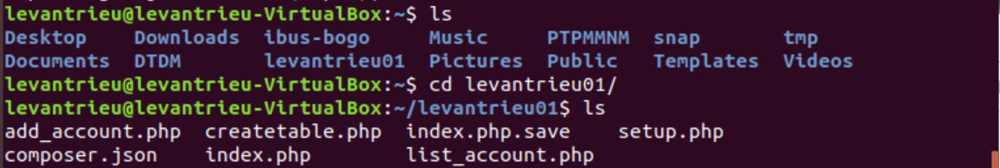 levantrieu@levantrieu-VirtualBox:~$ ls
Desktop    Downloads  ibus-bogo     Music     PTPMMNM  snap       tmp
Documents  DTDM       levantrieu01  Pictures  Public   Templates  Videos
levantrieu@levantrieu-VirtualBox:~$ cd levantrieu01/
levantrieu@levantrieu-VirtualBox:~/levantrieu01$ ls
add_account.php  createtable.php  index.php.save    setup.php
composer.json    index.php        list_account.php